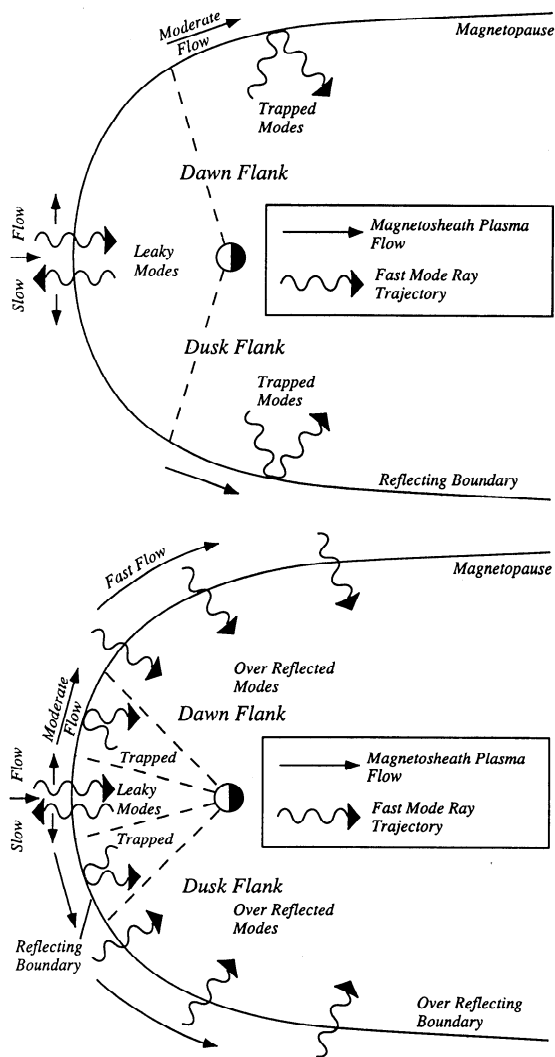 Moderate
Flow
Magnetopause
Trapped
Modes
Dawn Flank
Flow
Slow
Leaky
Modes
Magnetosheath Plasma
Flow
Fast Mode Ray
Trajectory
Dusk Flank
Trapped
Modes
Reflecting Boundary
Fast Flow
Magnetopause
Over Reflected
Modes
Moderate
Flow
Dawn Flank
Trapped
Flow
Slow
Leaky
Modes
Magnetosheath Plasma
Flow
Fast Mode Ray
Trajectory
Trapped
Dusk Flank
Over Reflected
Modes
Reflecting
Boundary
Over Reflecting
Boundary